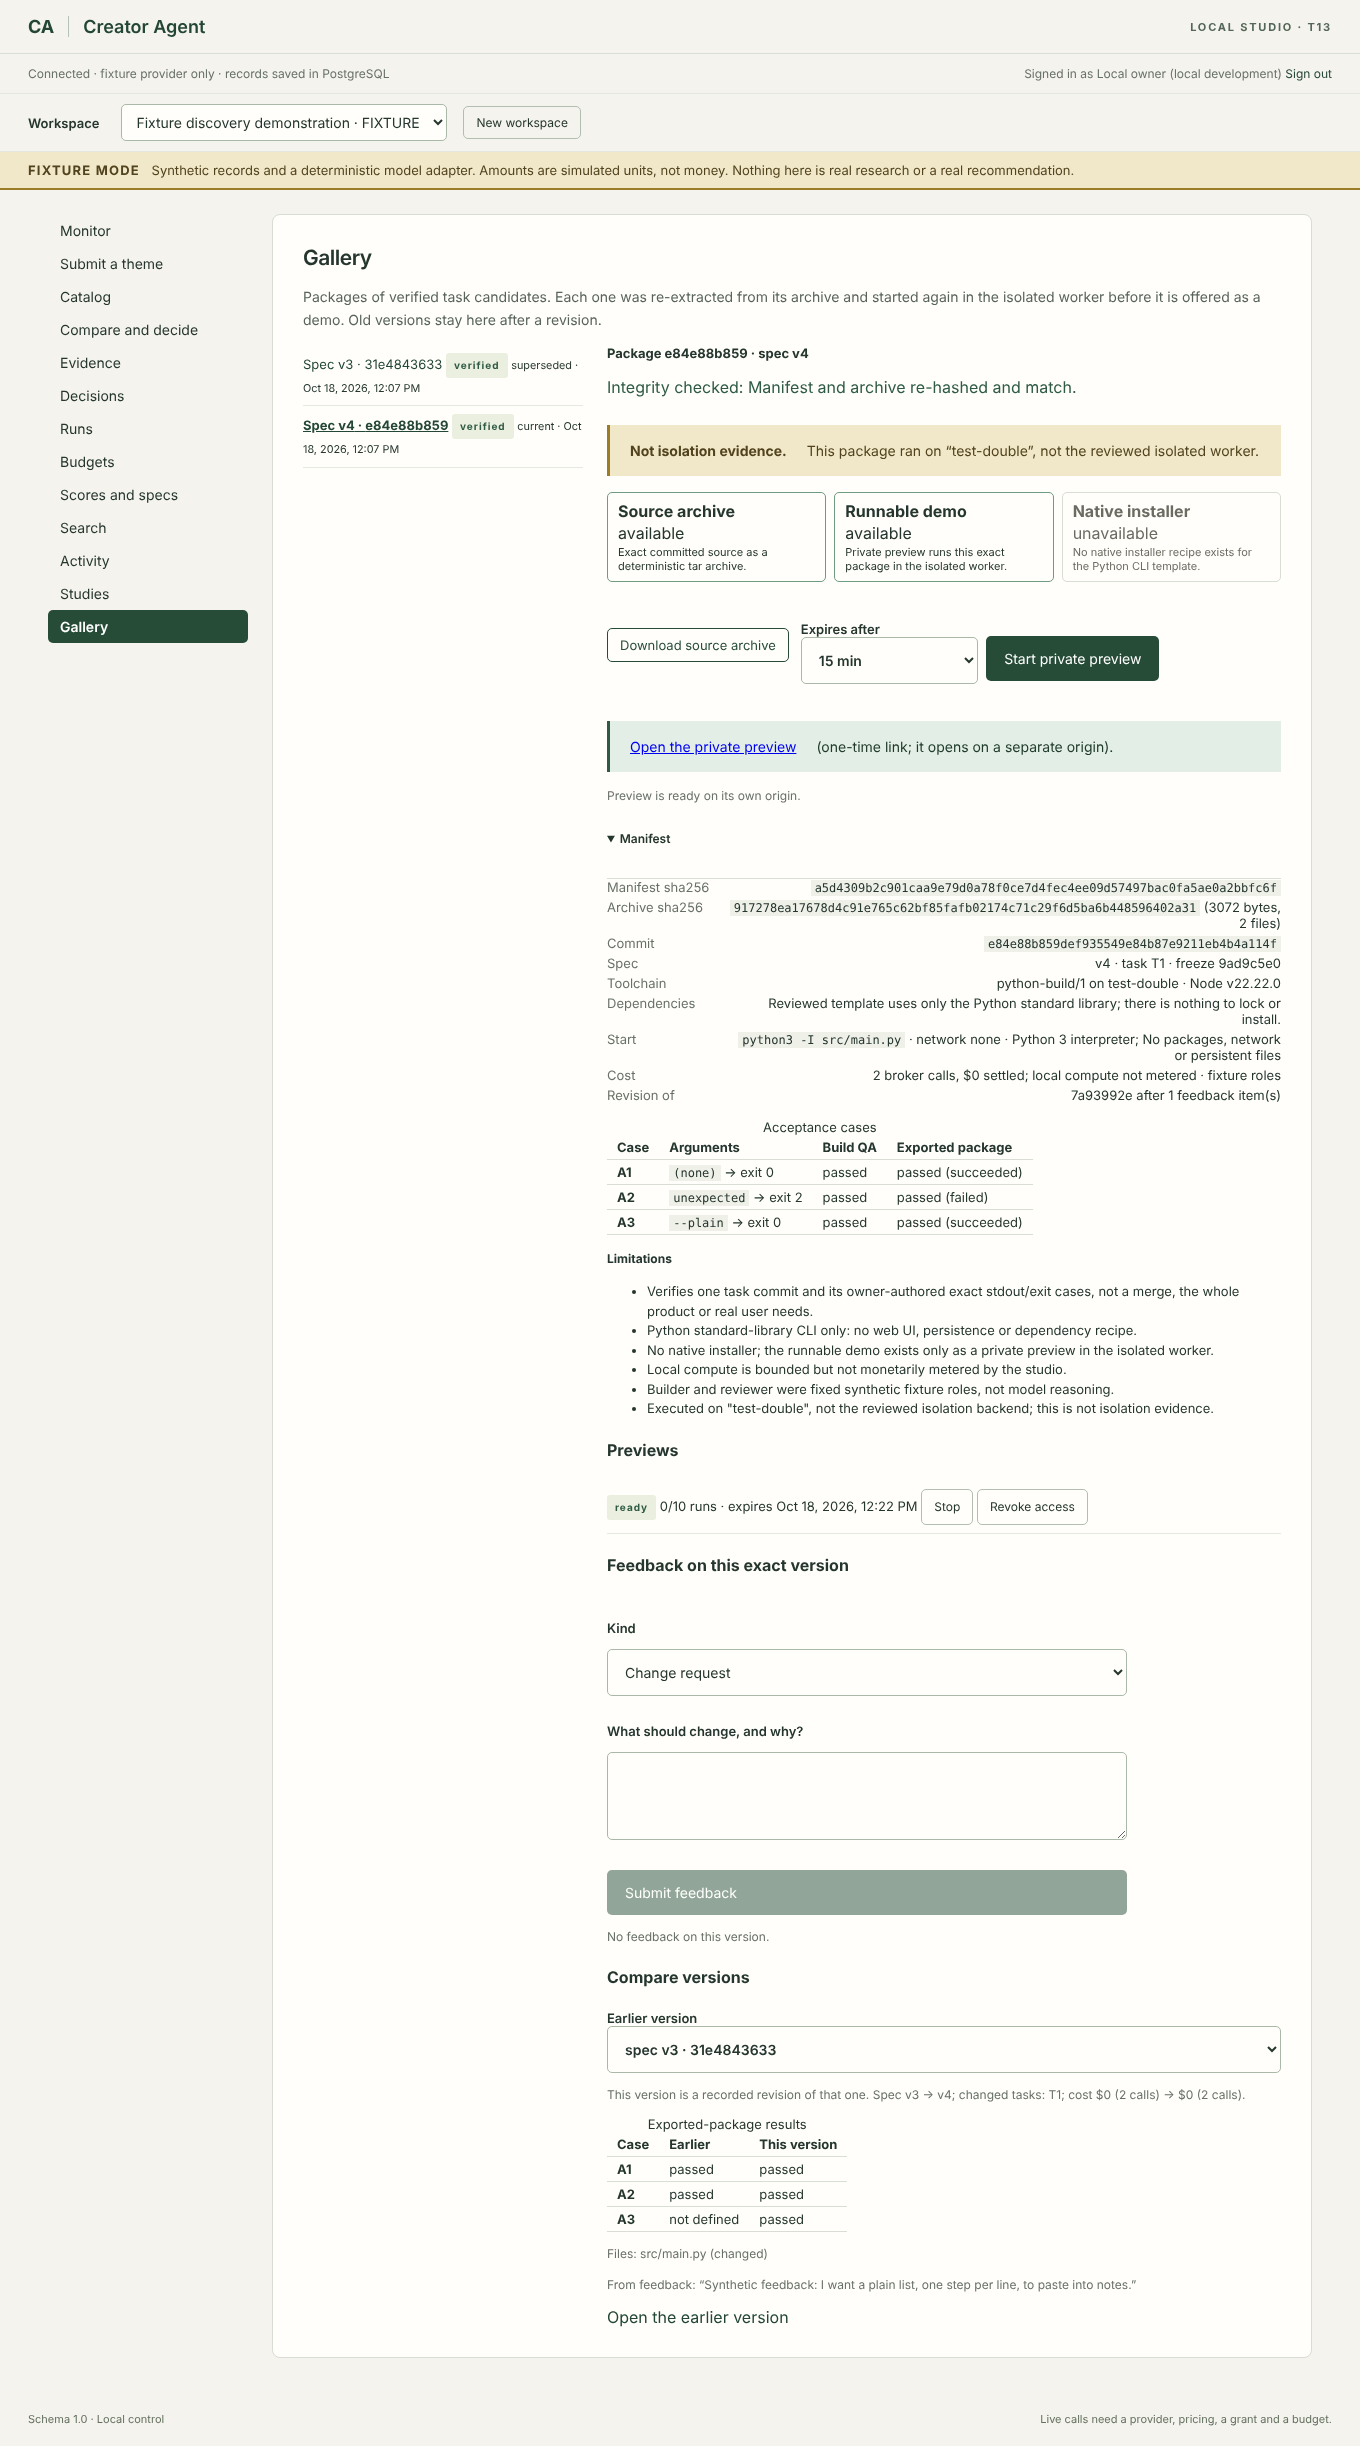 CA Creator Agent
LOCAL STUDIO · T13
Connected · fixture provider only · records saved in PostgreSQL
Signed in as Local owner (local development) Sign out
Workspace
Fixture discovery demonstration · FIXTURE
New workspace
FIXTURE MODE Synthetic records and a deterministic model adapter. Amounts are simulated units, not money. Nothing here is real research or a real recommendation.
Monitor
Submit a theme
Catalog
Compare and decide
Evidence
Decisions
Runs
Budgets
Scores and specs
Search
Activity
Studies
Gallery
Gallery
Packages of verified task candidates. Each one was re-extracted from its archive and started again in the isolated worker before it is offered as a
demo. Old versions stay here after a revision.
Spec v3 · 31e4843633 verified superseded ·
Oct 18, 2026, 12:07 PM
Spec v4 · e84e88b859 verified current · Oct
18, 2026, 12:07 PM
Package e84e88b859 · spec v4
Integrity checked: Manifest and archive re-hashed and match.
Not isolation evidence. This package ran on “test-double”, not the reviewed isolated worker.
Source archive
available
Exact committed source as a
deterministic tar archive.
Runnable demo
available
Private preview runs this exact
package in the isolated worker.
Native installer
unavailable
No native installer recipe exists for
the Python CLI template.
Download source archive
Expires after
15 min
Start private preview
Open the private preview (one-time link; it opens on a separate origin).
Preview is ready on its own origin.
▼ Manifest
Manifest sha256 a5d4309b2c901caa9e79d0a78f0ce7d4fec4ee09d57497bac0fa5ae0a2bbfc6f
Archive sha256 917278ea17678d4c91e765c62bf85fafb02174c71c29f6d5ba6b448596402a31 (3072 bytes,
2 files)
Commit e84e88b859def935549e84b87e9211eb4b4a114f
Spec v4 · task T1 · freeze 9ad9c5e0
Toolchain python-build/1 on test-double · Node v22.22.0
Dependencies Reviewed template uses only the Python standard library; there is nothing to lock or
install.
Start python3 -I src/main.py · network none · Python 3 interpreter; No packages, network
or persistent files
Cost 2 broker calls, $0 settled; local compute not metered · fixture roles
Revision of 7a93992e after 1 feedback item(s)
Acceptance cases
Case Arguments Build QA Exported package
A1 (none) → exit 0 passed passed (succeeded)
A2 unexpected → exit 2 passed passed (failed)
A3 --plain → exit 0 passed passed (succeeded)
Limitations
• Verifies one task commit and its owner-authored exact stdout/exit cases, not a merge, the whole
product or real user needs.
• Python standard-library CLI only: no web UI, persistence or dependency recipe.
• No native installer; the runnable demo exists only as a private preview in the isolated worker.
• Local compute is bounded but not monetarily metered by the studio.
• Builder and reviewer were fixed synthetic fixture roles, not model reasoning.
• Executed on "test-double", not the reviewed isolation backend; this is not isolation evidence.
Previews
ready 0/10 runs · expires Oct 18, 2026, 12:22 PM Stop Revoke access
Feedback on this exact version
Kind
Change request
What should change, and why?
Submit feedback
No feedback on this version.
Compare versions
Earlier version
spec v3 · 31e4843633
This version is a recorded revision of that one. Spec v3 → v4; changed tasks: T1; cost $0 (2 calls) → $0 (2 calls).
Exported-package results
Case Earlier This version
A1 passed passed
A2 passed passed
A3 not defined passed
Files: src/main.py (changed)
From feedback: “Synthetic feedback: I want a plain list, one step per line, to paste into notes.”
Open the earlier version
Schema 1.0 · Local control
Live calls need a provider, pricing, a grant and a budget.